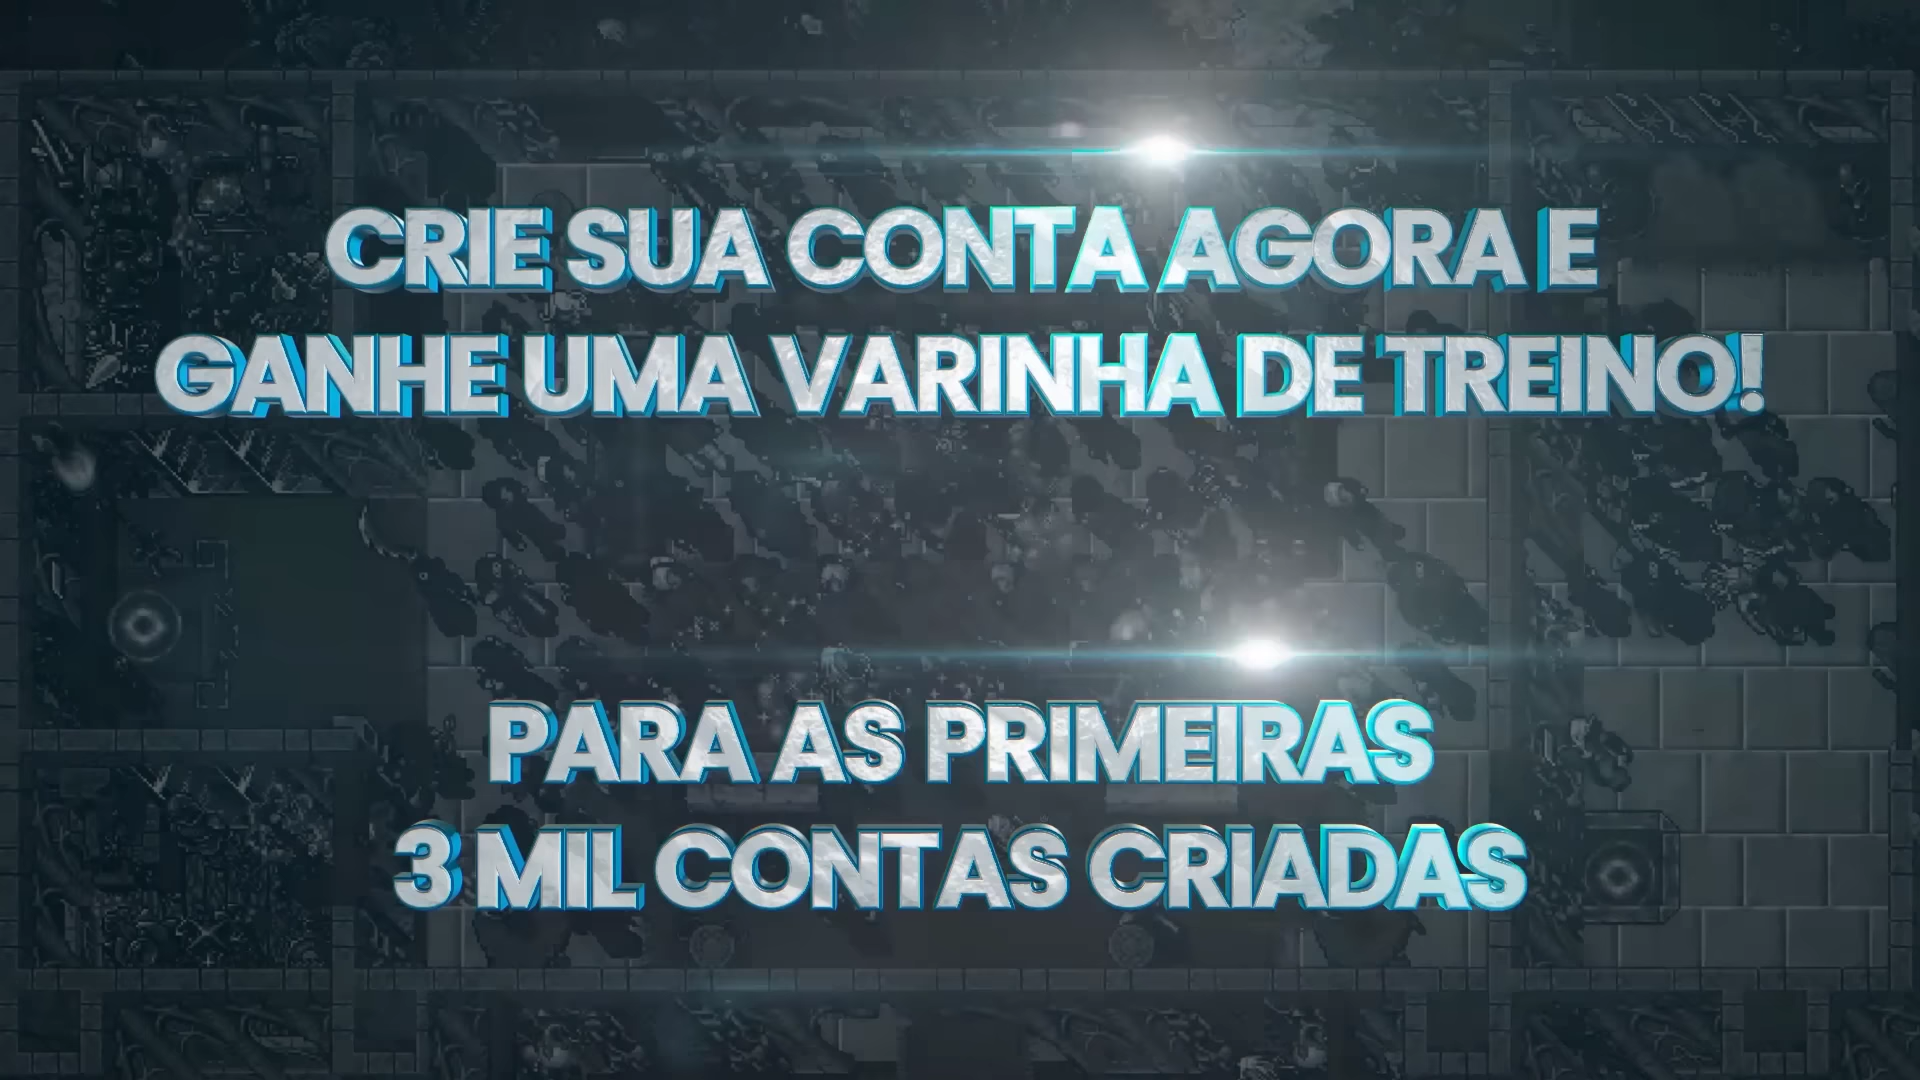 CRIE SUA CONTA AGORA E
GANHE UMA VARINHA DE TREINO!
PARA AS PRIMEIRAS
3 MIL CONTAS CRIADAS